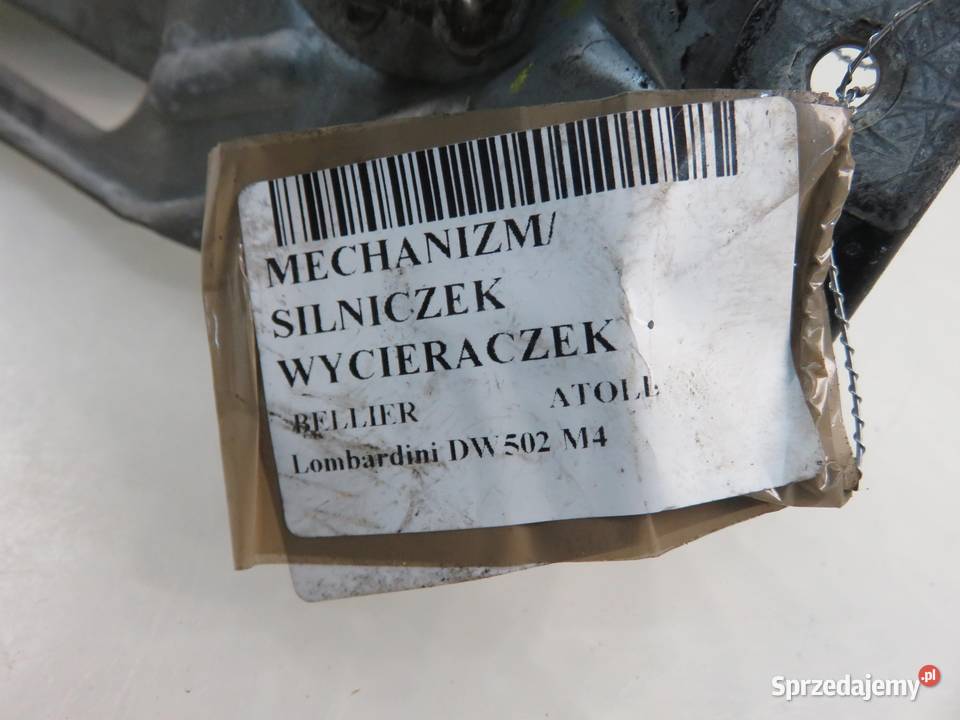 MECHANIZM/
SILNICZEK
WYCIERACZEK
BELLIER ATOLL
Lombardini DW502 M4
Sprzedajemy.pl